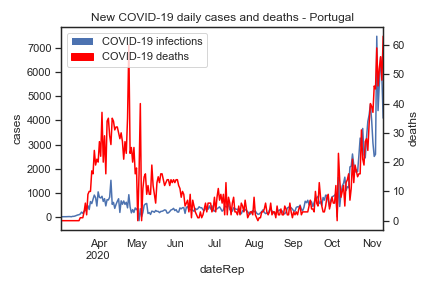 New COVID-19 daily cases and deaths - Portugal
COVID-19 infections
COVID-19 deaths
cases
7000
6000
5000
4000
3000
2000
1000
0
deaths
60
50
40
30
20
10
0
Apr May Jun Jul Aug Sep Oct Nov
2020
dateRep